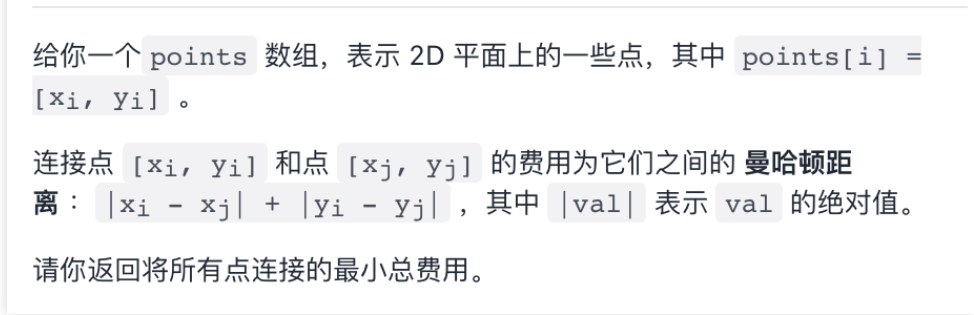 给你一个 points 数组，表示 2D 平面上的一些点，其中 points[i] =
[xi, yi] 。
连接点 [xi, yi] 和点 [xj, yj] 的费用为它们之间的 曼哈顿距
离 ：|xi - xj| + |yi - yj| ，其中 |val| 表示 val 的绝对值。
请你返回将所有点连接的最小总费用。